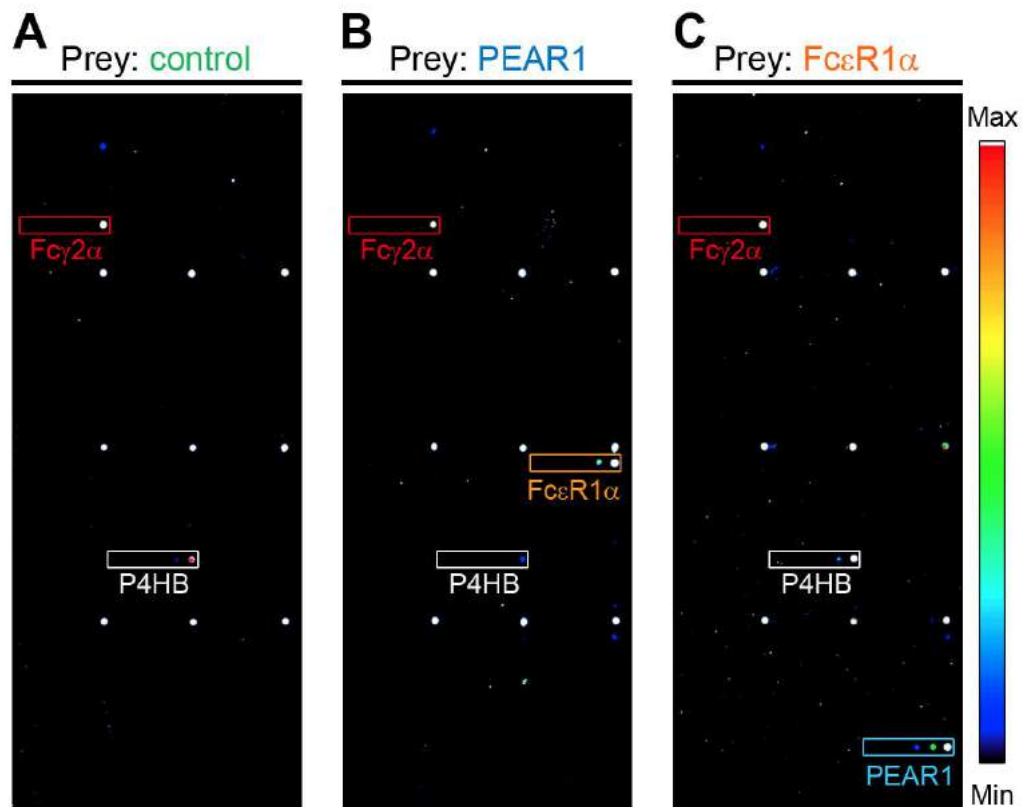 A
Prey: control
Fcγ2α
P4HB
B
Prey: PEAR1
Fcγ2α
FcεR1α
P4HB
C
Prey: FcεR1α
Fcγ2α
P4HB
PEAR1
Max
Min